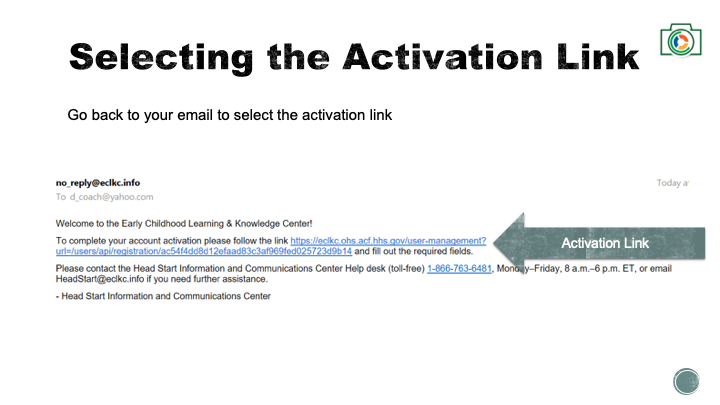 Selecting the Activation Link
Go back to your email to select the activation link
no_reply@eclkc.info
Today a
To d_coach@yahoo.com
Welcome to the Early Childhood Learning & Knowledge Center!
To complete your account activation please follow the link https://eclkc.ohs.acf.hhs.gov/user-management?
url=/users/api/registration/ac54f4dd8d12efaad83c3af969fed025723d9b14 and fill out the required fields.
Activation Link
Please contact the Head Start Information and Communications Center Help desk (toll-free) 1-866-763-6481, Monday–Friday, 8 a.m.–6 p.m. ET, or email
HeadStart@eclkc.info if you need further assistance.
- Head Start Information and Communications Center